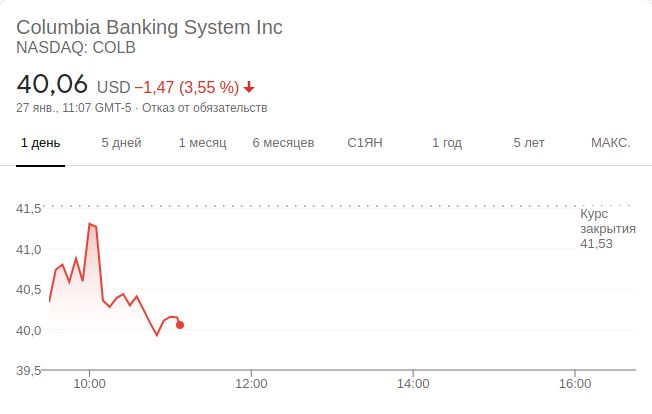 Columbia Banking System Inc
NASDAQ: COLB
40,06 USD −1,47 (3,55 %)
27 янв., 11:07 GMT-5 · Отказ от обязательств
1 день 5 дней 1 месяц 6 месяцев С1ЯН 1 год 5 лет МАКС.
41,5
Курс
закрытия
41,53
41,0
40,5
40,0
39,5
10:00 12:00 14:00 16:00